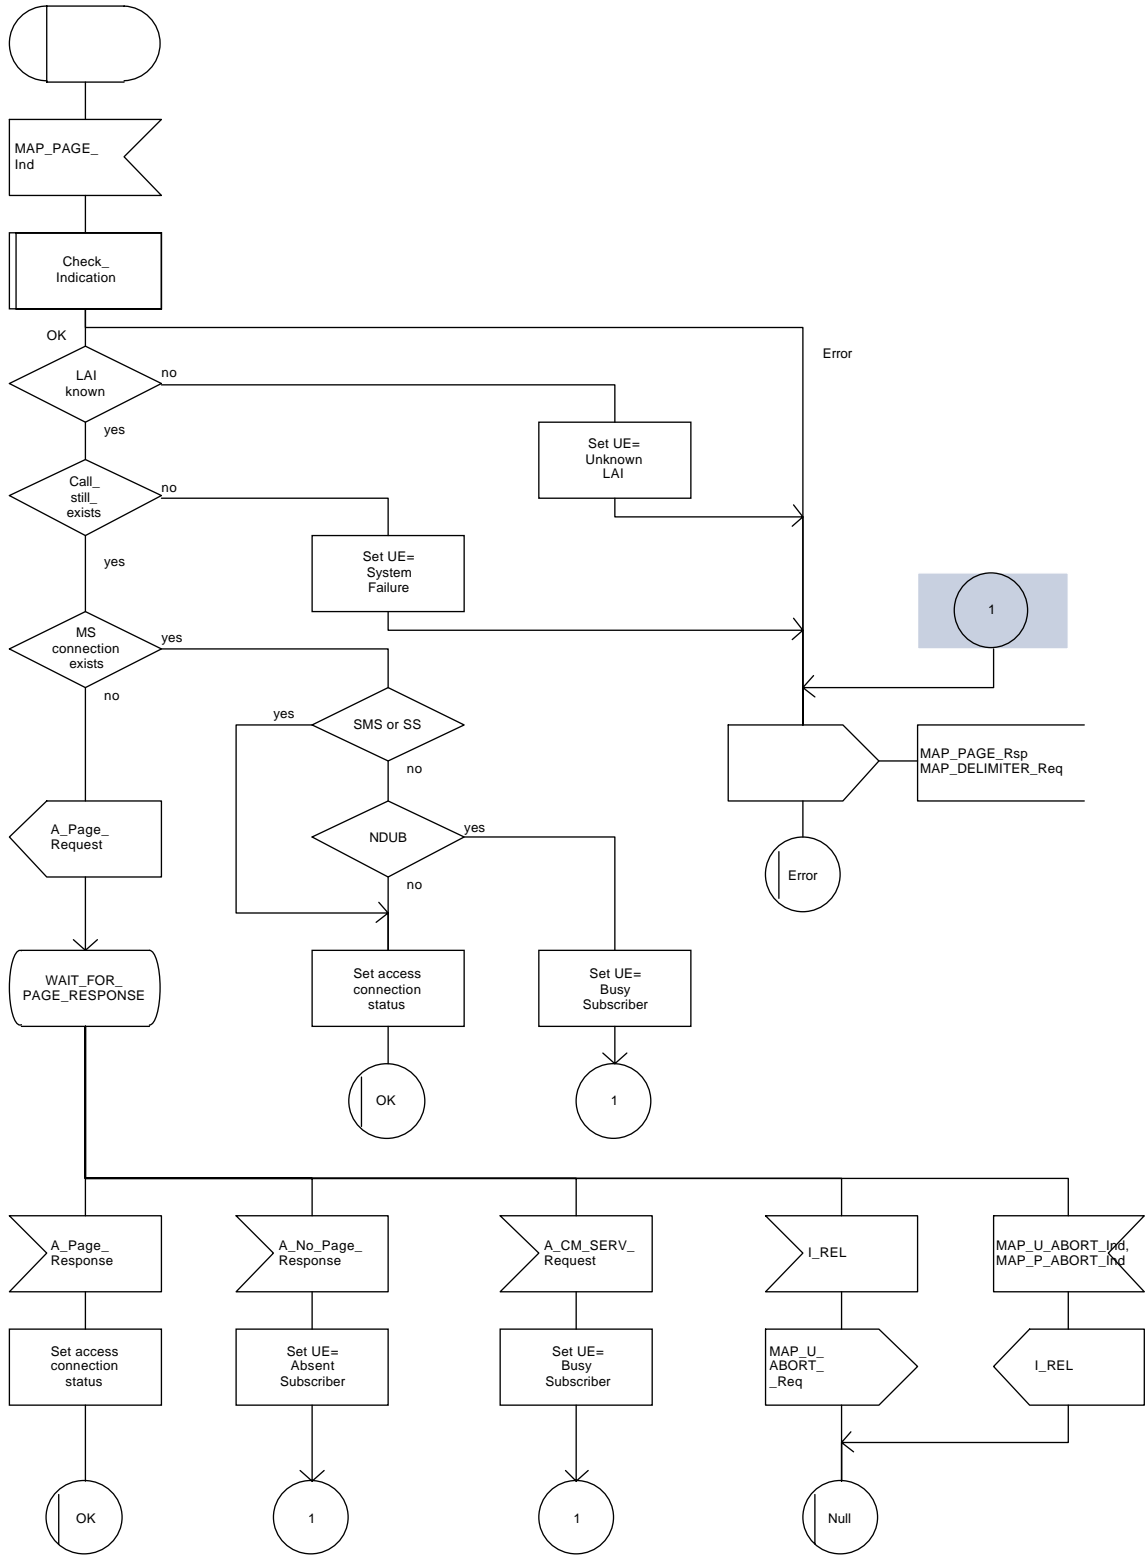 MAP_PAGE_
Ind
Check_
Indication
OK
Error
LAI
known
no
yes
Set UE=
Unknown
LAI
Call_
still_
exists
no
yes
Set UE=
System
Failure
1
MS
connection
exists
yes
no
yes
SMS or SS
no
MAP_PAGE_Rsp
MAP_DELIMITER_Req
A_Page_
Request
NDUB
yes
no
Error
WAIT_FOR_
PAGE_RESPONSE
Set access
connection
status
Set UE=
Busy
Subscriber
OK
1
A_Page_
Response
A_No_Page_
Response
A_CM_SERV_
Request
I_REL
MAP_U_ABORT_Ind,
MAP_P_ABORT_Ind
Set access
connection
status
Set UE=
Absent
Subscriber
Set UE=
Busy
Subscriber
MAP_U_
ABORT_
_Req
I_REL
OK
1
1
Null